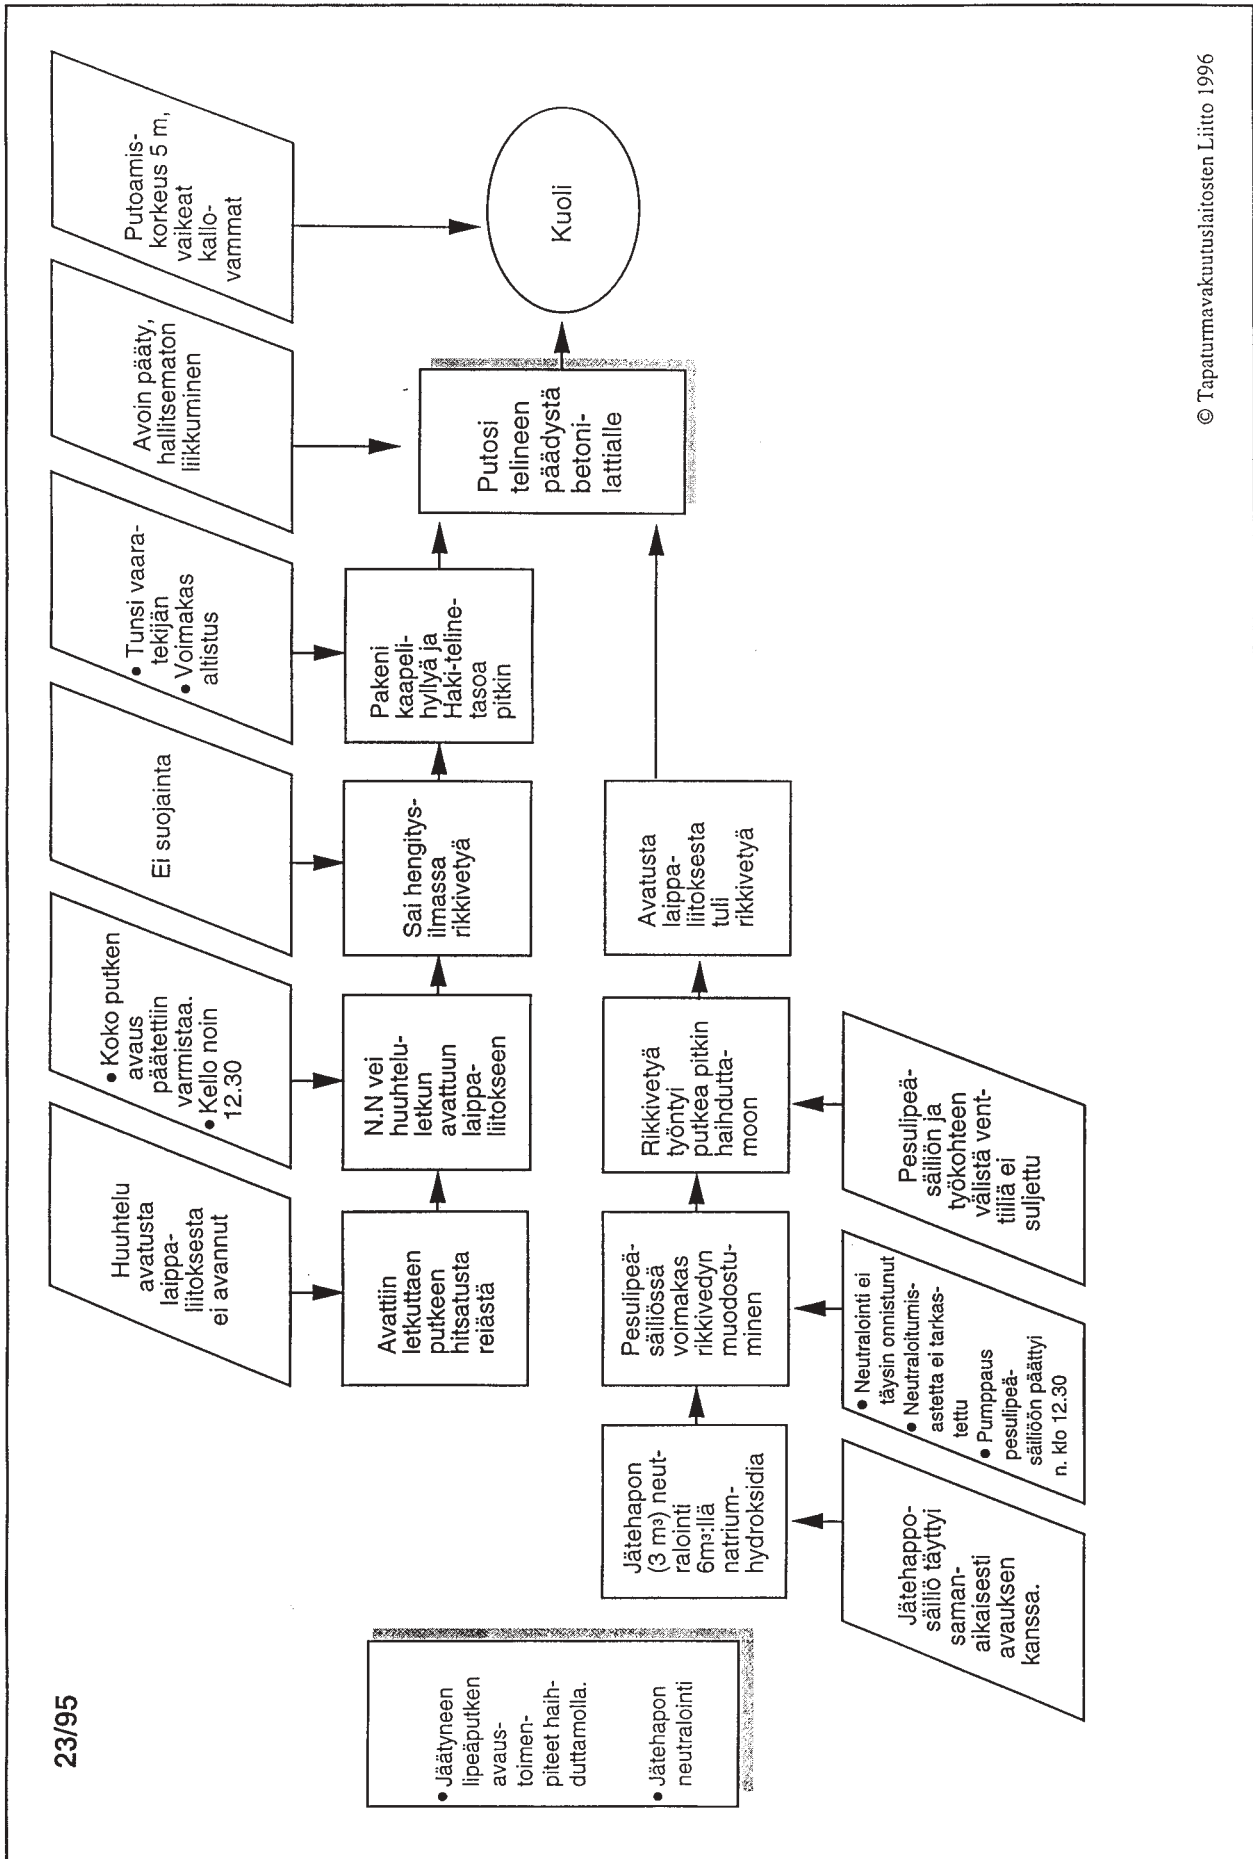 23/95
• Jäätyneen
lipeäputken
avaus-
toimen-
piteet haih-
duttamolla.
• Jätehapon
neutralointi
Huuhtelu
avatusta
laippa-
liitoksesta
ei avannut
• Koko putken
avaus
päätettiin
varmistaa.
• Kello noin
12.30
Ei suojainta
• Tunsi vaara-
tekijän
• Voimakas
altistus
Avoin pääty,
hallitsematon
liikkuminen
Putoamis-
korkeus 5 m,
vaikeat
kallo-
vammat
Avattiin
letkuttaen
putkeen
hitsatusta
reiästä
N.N vei
huuhtelu-
letkun
avattuun
laippa-
liitokseen
Sai hengitys-
ilmassa
rikkivetyä
Pakeni
kaapeli-
hyllyä ja
Haki-teline-
tasoa
pitkin
Putosi
telineen
päädystä
betoni-
lattialle
Kuoli
Jätehapon
(3 m³) neut-
ralointi
6m³:llä
natrium-
hydroksidia
Pesulipeä-
säiliössä
voimakas
rikkivedyn
muodostu-
minen
Rikkivetyä
työntyi
putkea pitkin
haihdutta-
moon
Avatusta
laippa-
liitoksesta
tuli
rikkivetyä
Jätehappo-
säiliö täyttyi
saman-
aikaisesti
avauksen
kanssa.
• Neutralointi ei
täysin onnistunut
• Neutraloitumis-
astetta ei tarkas-
tettu
• Pumppaus
pesulipeä-
säiliöön päättyi
n. klo 12.30
Pesulipeä-
säiliön ja
työkohteen
välistä vent-
tiiliä ei
suljettu
© Tapaturmavakuutuslaitosten Liitto 1996